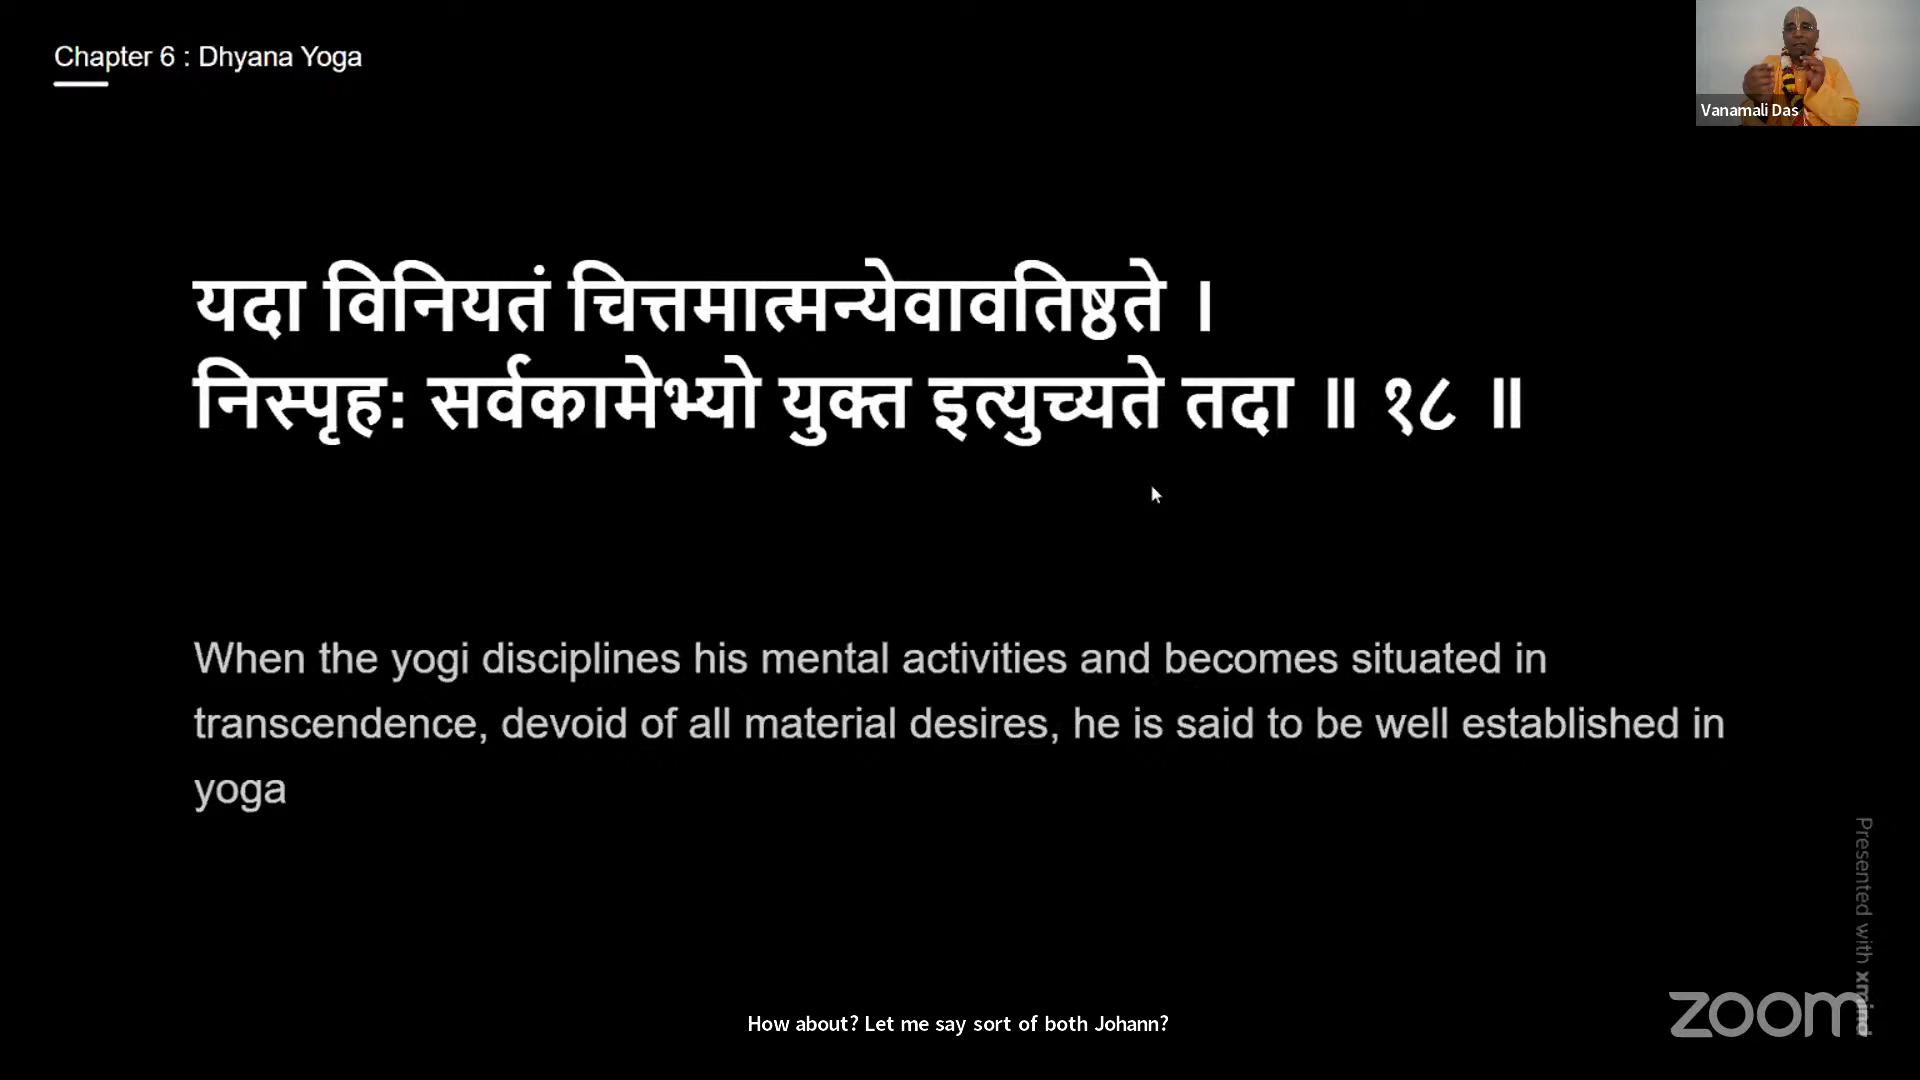 Chapter 6 : Dhyana Yoga
Vanamali Das
यदा विनियतं चित्तमात्मन्येवावतिष्ठते ।
निस्पृहः सर्वकामेभ्यो युक्त इत्युच्यते तदा ॥ १८ ॥
When the yogi disciplines his mental activities and becomes situated in
transcendence, devoid of all material desires, he is said to be well established in
yoga
Presented with xmind
zoom
How about? Let me say sort of both Johann?